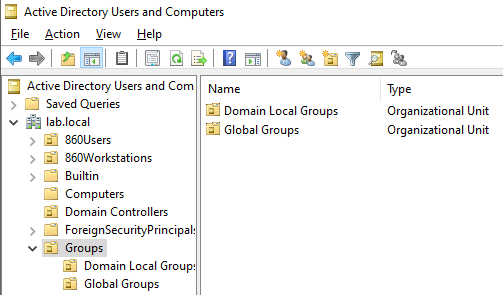 Active Directory Users and Computers
File Action View Help
Active Directory Users and Com
Saved Queries
lab.local
860Users
860Workstations
Builtin
Computers
Domain Controllers
ForeignSecurityPrincipals
Groups
Domain Local Groups
Global Groups
Name Type
Domain Local Groups Organizational Unit
Global Groups Organizational Unit